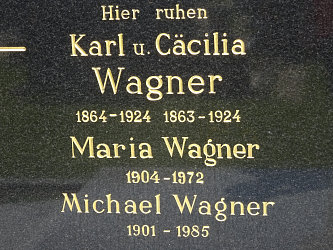 Hier ruhen
Karl u. Cäcilia
Wagner
1864-1924 1863-1924
Maria Wagner
1904-1972
Michael Wagner
1901 - 1985